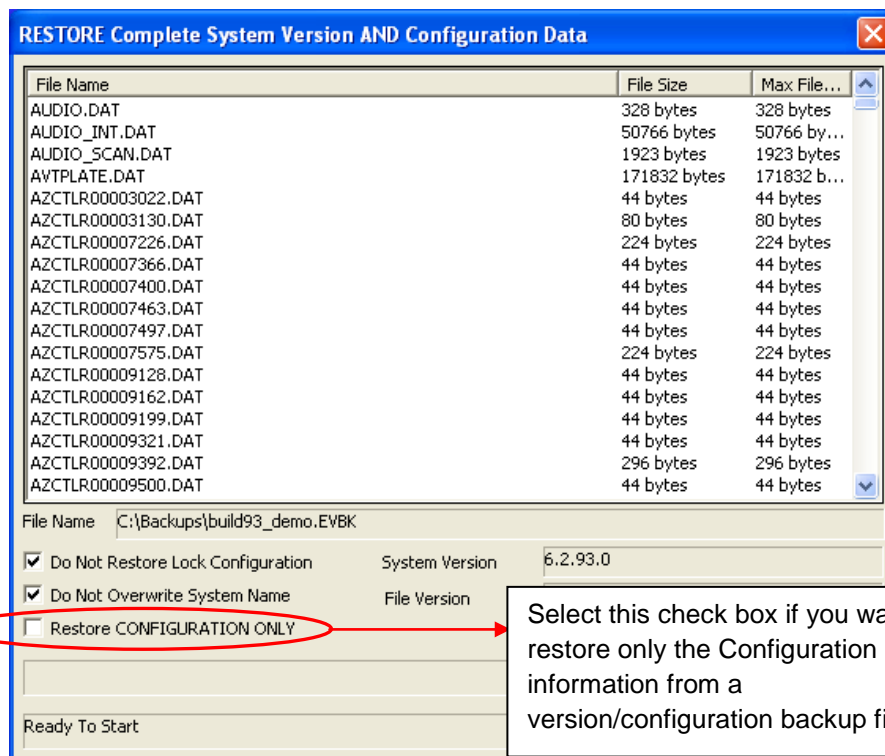 RESTORE Complete System Version AND Configuration Data
File Name File Size Max File...
AUDIO.DAT 328 bytes 328 bytes
AUDIO_INT.DAT 50766 bytes 50766 by...
AUDIO_SCAN.DAT 1923 bytes 1923 bytes
AVTPLATE.DAT 171832 bytes 171832 b...
AZCTLR00003022.DAT 44 bytes 44 bytes
AZCTLR00003130.DAT 80 bytes 80 bytes
AZCTLR00007226.DAT 224 bytes 224 bytes
AZCTLR00007366.DAT 44 bytes 44 bytes
AZCTLR00007400.DAT 44 bytes 44 bytes
AZCTLR00007463.DAT 44 bytes 44 bytes
AZCTLR00007497.DAT 44 bytes 44 bytes
AZCTLR00007575.DAT 224 bytes 224 bytes
AZCTLR00009128.DAT 44 bytes 44 bytes
AZCTLR00009162.DAT 44 bytes 44 bytes
AZCTLR00009199.DAT 44 bytes 44 bytes
AZCTLR00009321.DAT 44 bytes 44 bytes
AZCTLR00009392.DAT 296 bytes 296 bytes
AZCTLR00009500.DAT 44 bytes 44 bytes
File Name C:\Backups\build93_demo.EVBK
Do Not Restore Lock Configuration System Version 6.2.93.0
Do Not Overwrite System Name File Version
Restore CONFIGURATION ONLY
Select this check box if you
restore only the Configuration
information from a
version/configuration backup
Ready To Start